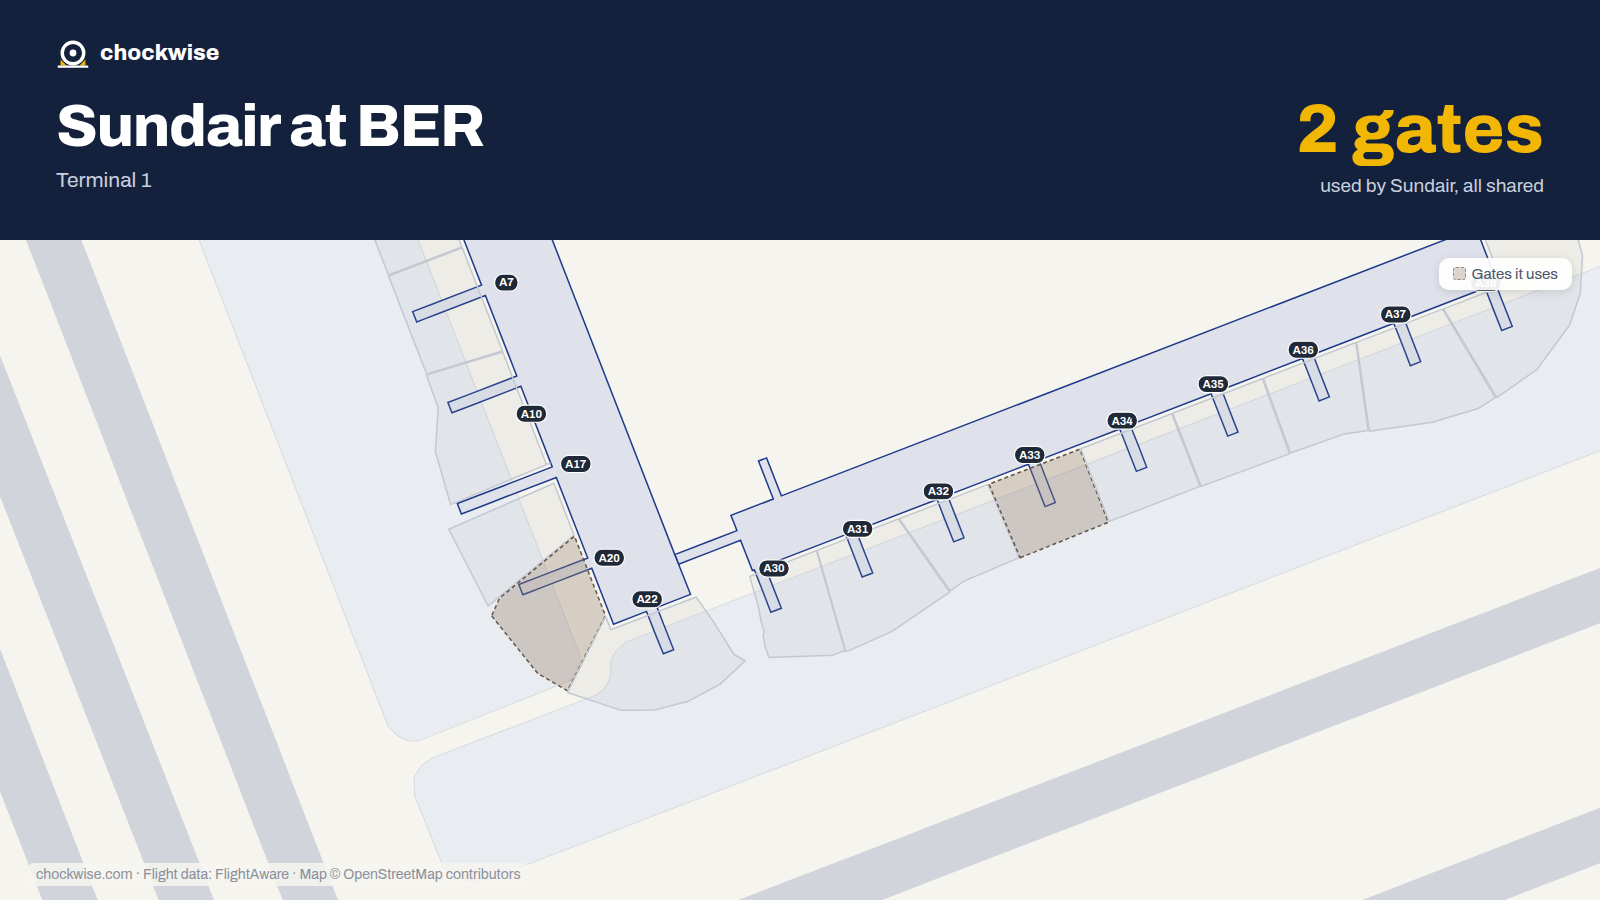 chockwise
Sundair at BER
Terminal 1
2 gates
used by Sundair, all shared
Gates it uses
A7
A10
A17
A20
A22
A30
A31
A32
A33
A34
A35
A36
A37
chockwise.com · Flight data: FlightAware · Map © OpenStreetMap contributors